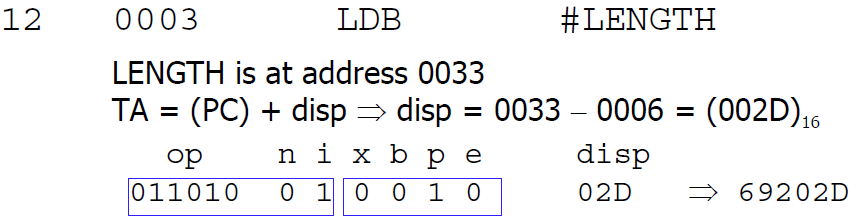 12 0003 LDB #LENGTH
LENGTH is at address 0033
TA = (PC) + disp ⇒ disp = 0033 – 0006 = (002D)₁₆
op n i x b p e disp
011010 0 1 0 0 1 0 02D ⇒ 69202D